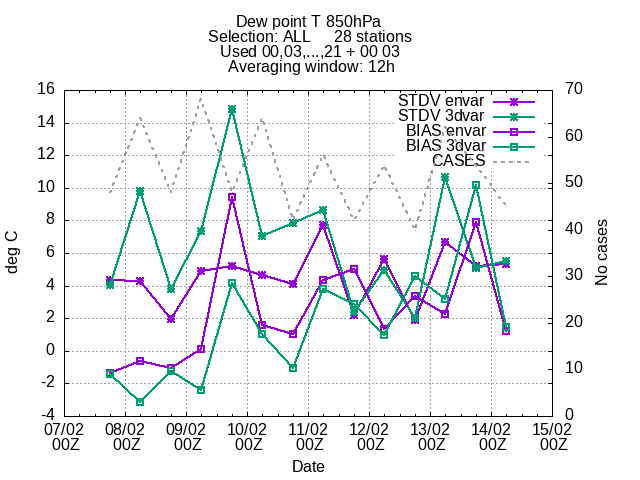 Dew point T 850hPa
Selection: ALL 28 stations
Used 00,03,...,21 + 00 03
Averaging window: 12h
STDV envar
STDV 3dvar
BIAS envar
BIAS 3dvar
CASES
16
14
12
10
8
6
4
2
0
-2
-4
deg C
70
60
50
40
30
20
10
0
No cases
07/02 08/02 09/02 10/02 11/02 12/02 13/02 14/02 15/02
00Z 00Z 00Z 00Z 00Z 00Z 00Z 00Z 00Z
Date